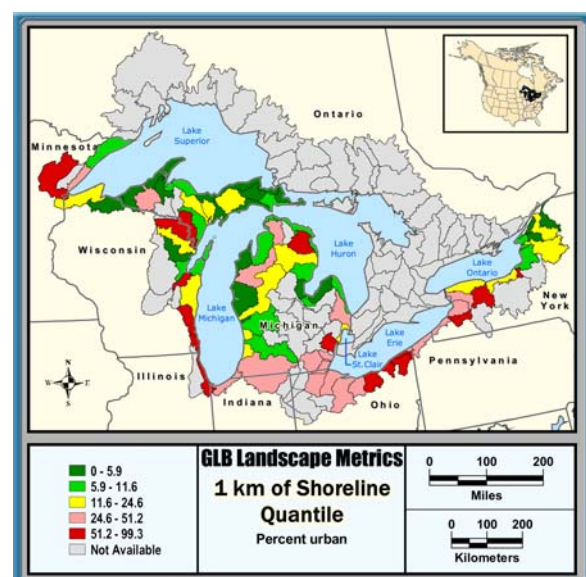 Ontario
Minnesota
Lake
Superior
Wisconsin
Lake
Huron
Lake
Michigan
Michigan
Lake
Ontario
New
York
Lake
Erie
Lake
St. Clair
Pennsylvania
Illinois
Indiana
Ohio
N
W
E
S
0 - 5.9
5.9 - 11.6
11.6 - 24.6
24.6 - 51.2
51.2 - 99.3
Not Available
GLB Landscape Metrics
1 km of Shoreline
Quantile
Percent urban
0 100 200
Miles
0 100 200
Kilometers